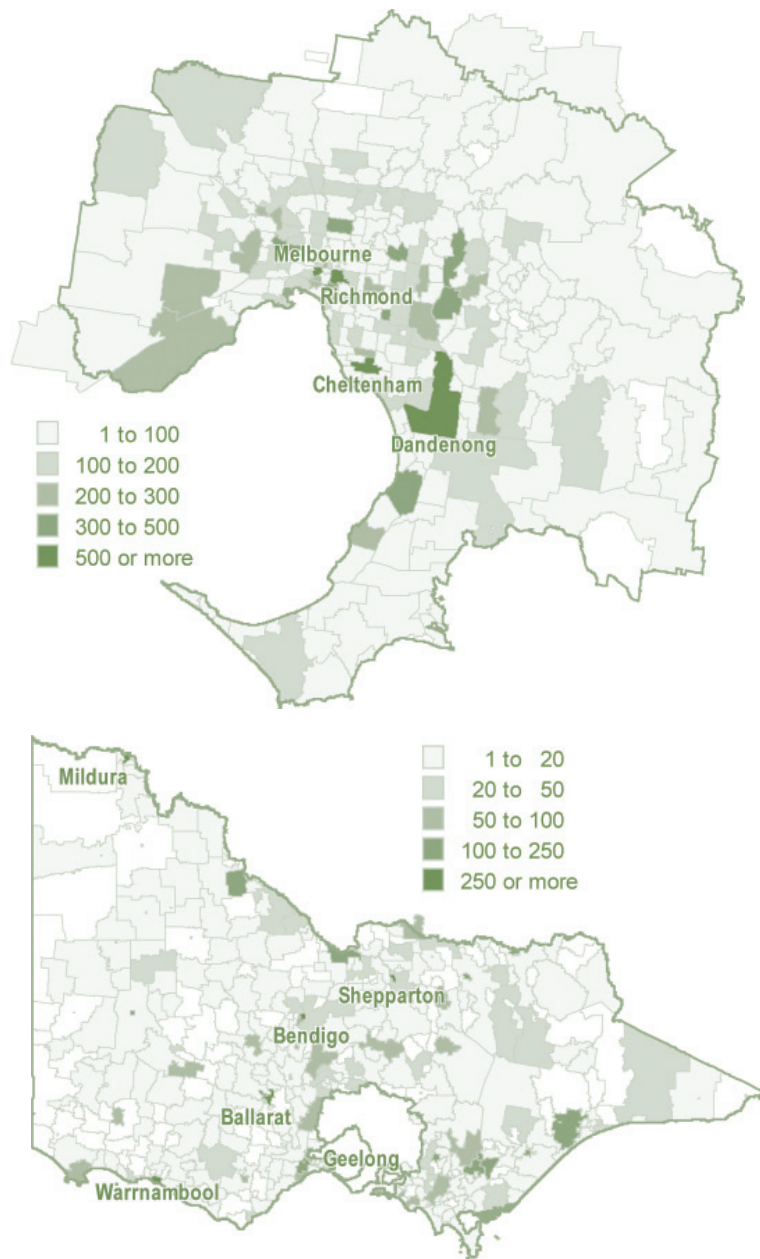 Melbourne
Richmond
Cheltenham
Dandenong
1 to 100
100 to 200
200 to 300
300 to 500
500 or more
Mildura
1 to 20
20 to 50
50 to 100
100 to 250
250 or more
Shepparton
Bendigo
Ballarat
Geelong
Warrnambool